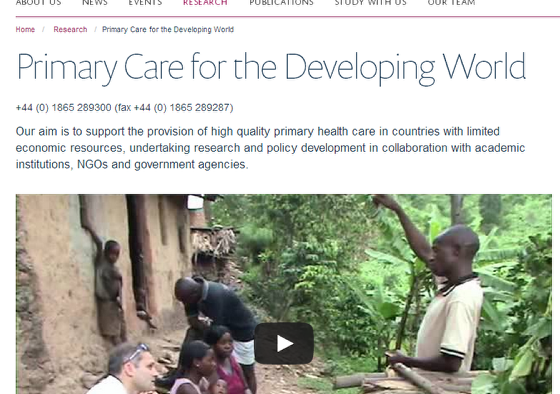 ABOUT US NEWS EVENTS RESEARCH PUBLICATIONS STUDY WITH US OUR TEAM
Home / Research / Primary Care for the Developing World
Primary Care for the Developing World
+44 (0) 1865 289300 (fax +44 (0) 1865 289287)
Our aim is to support the provision of high quality primary health care in countries with limited
economic resources, undertaking research and policy development in collaboration with academic
institutions, NGOs and government agencies.